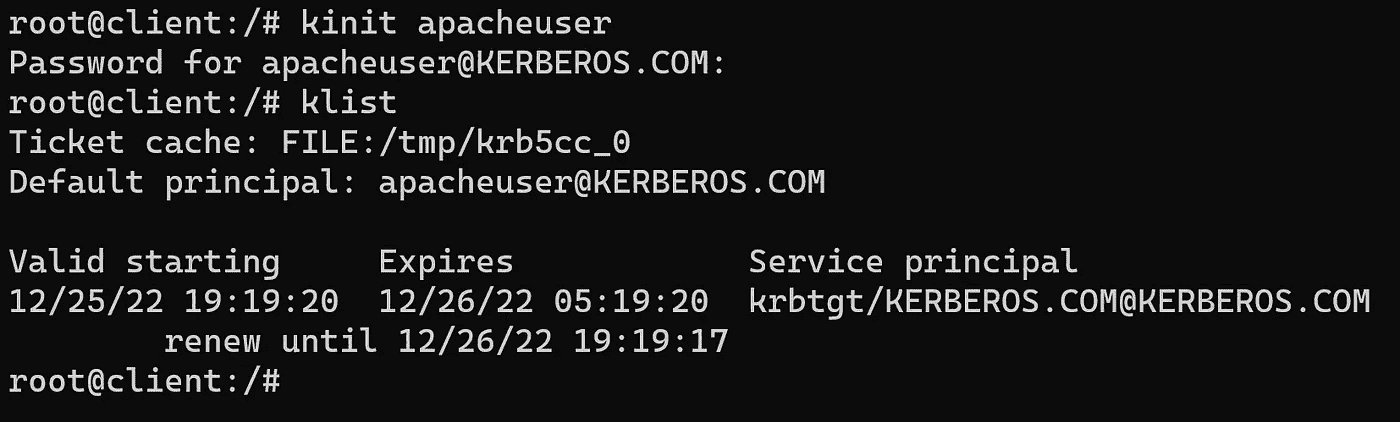 root@client:/# kinit apacheuser
Password for apacheuser@KERBEROS.COM:
root@client:/# klist
Ticket cache: FILE:/tmp/krb5cc_0
Default principal: apacheuser@KERBEROS.COM

Valid starting     Expires            Service principal
12/25/22 19:19:20  12/26/22 05:19:20  krbtgt/KERBEROS.COM@KERBEROS.COM
        renew until 12/26/22 19:19:17
root@client:/#